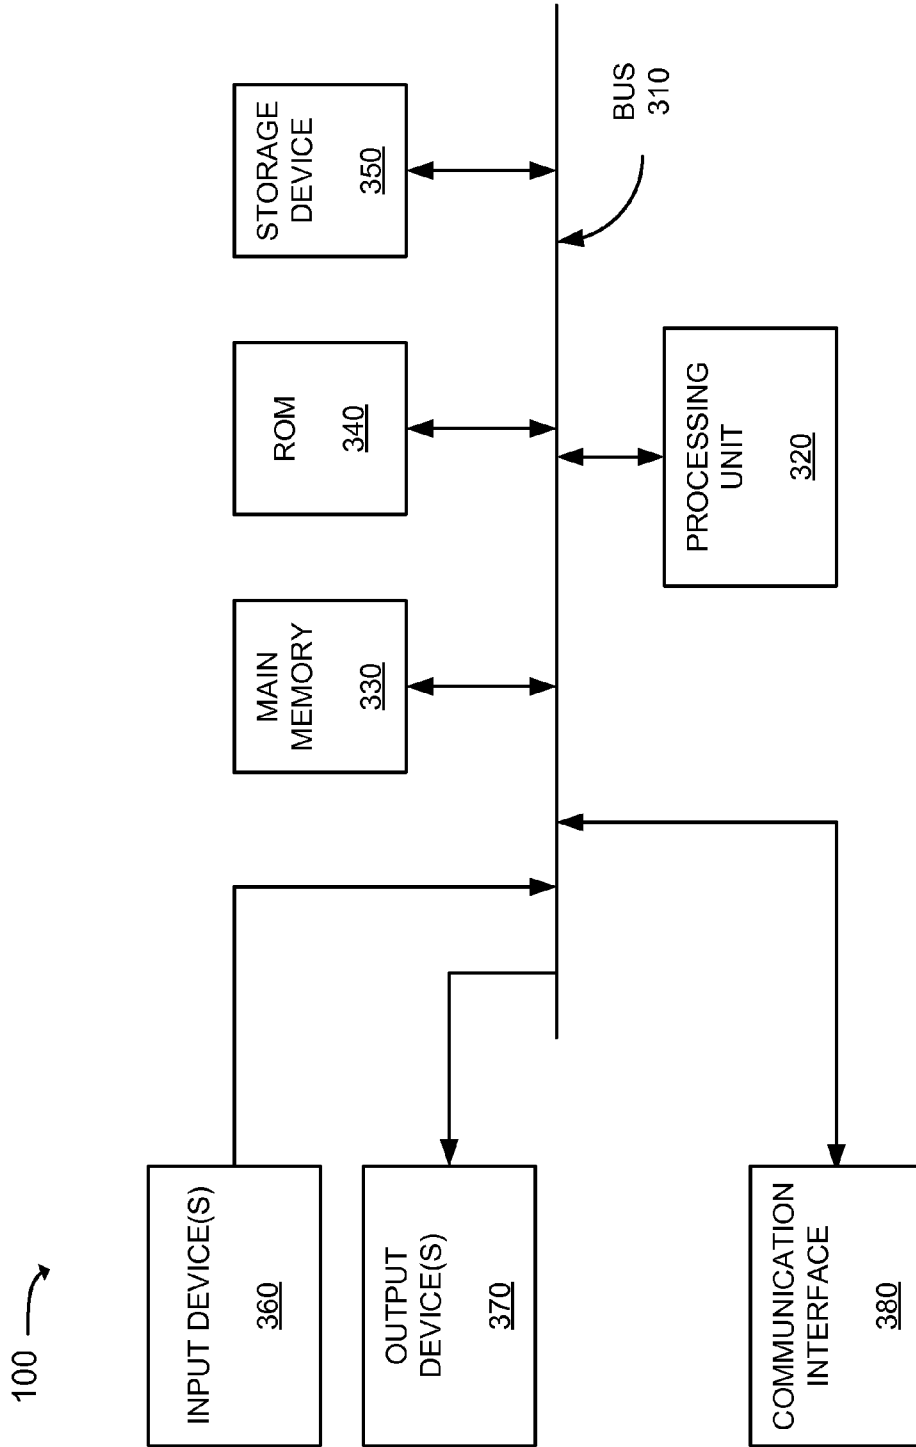 100
INPUT DEVICE(S)
360
OUTPUT
DEVICE(S)
370
COMMUNICATION
INTERFACE
380
MAIN
MEMORY
330
ROM
340
STORAGE
DEVICE
350
PROCESSING
UNIT
320
BUS
310